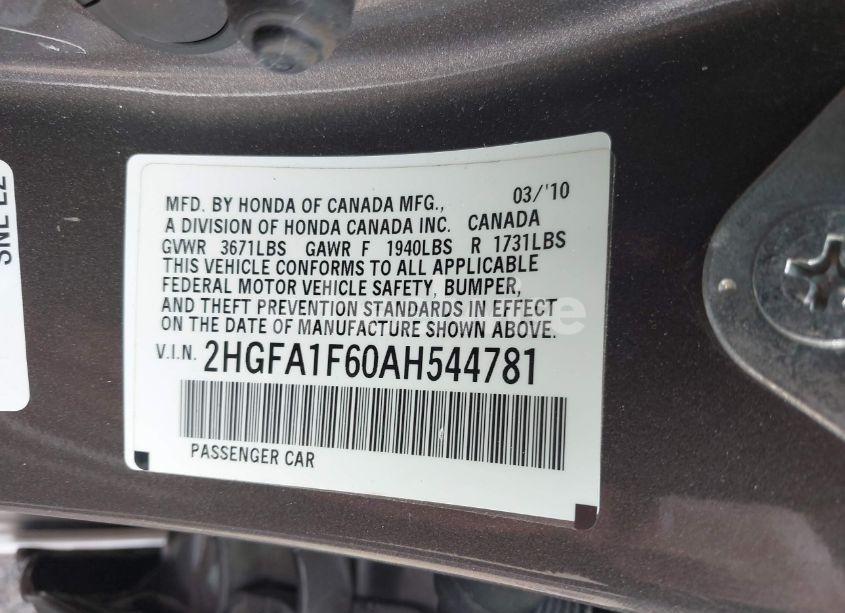 MFD. BY HONDA OF CANADA MFG., 03/'10
A DIVISION OF HONDA CANADA INC. CANADA
GVWR 3671LBS GAWR F 1940LBS R 1731LBS
THIS VEHICLE CONFORMS TO ALL APPLICABLE
FEDERAL MOTOR VEHICLE SAFETY, BUMPER,
AND THEFT PREVENTION STANDARDS IN EFFECT
ON THE DATE OF MANUFACTURE SHOWN ABOVE.
V.I.N. 2HGFA1F60AH544781
PASSENGER CAR